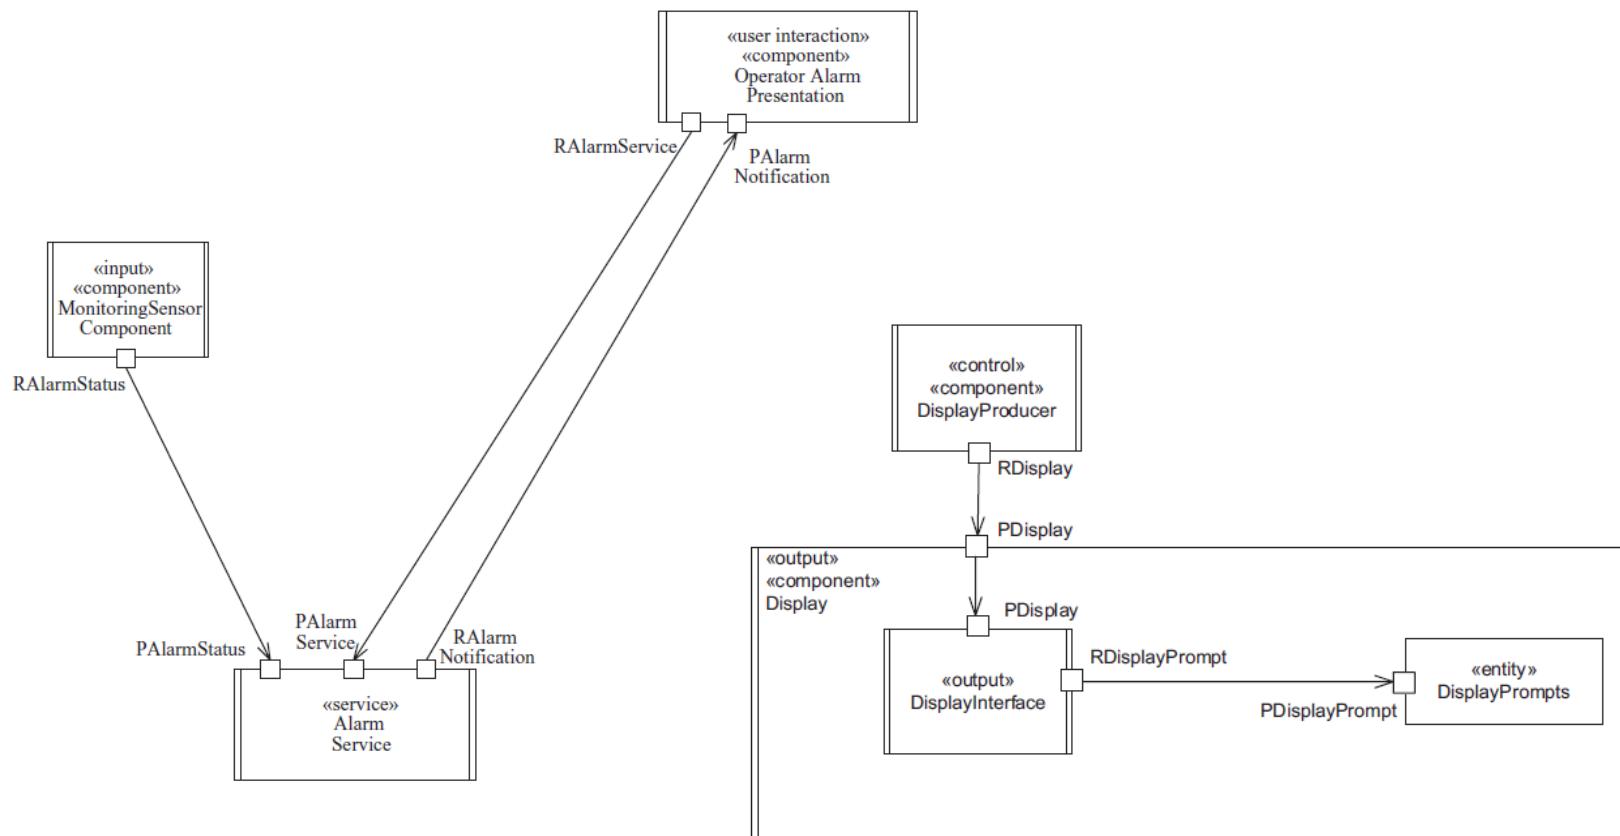 «user interaction»
«component»
Operator Alarm
Presentation
RAlarmService
PAlarm
Notification
«input»
«component»
MonitoringSensor
Component
RAlarmStatus
PAlarmStatus
PAlarm
Service
RAlarm
Notification
«service»
Alarm
Service
«control»
«component»
DisplayProducer
RDisplay
PDisplay
«output»
«component»
Display
PDisplay
«output»
DisplayInterface
RDisplayPrompt
PDisplayPrompt
«entity»
DisplayPrompts